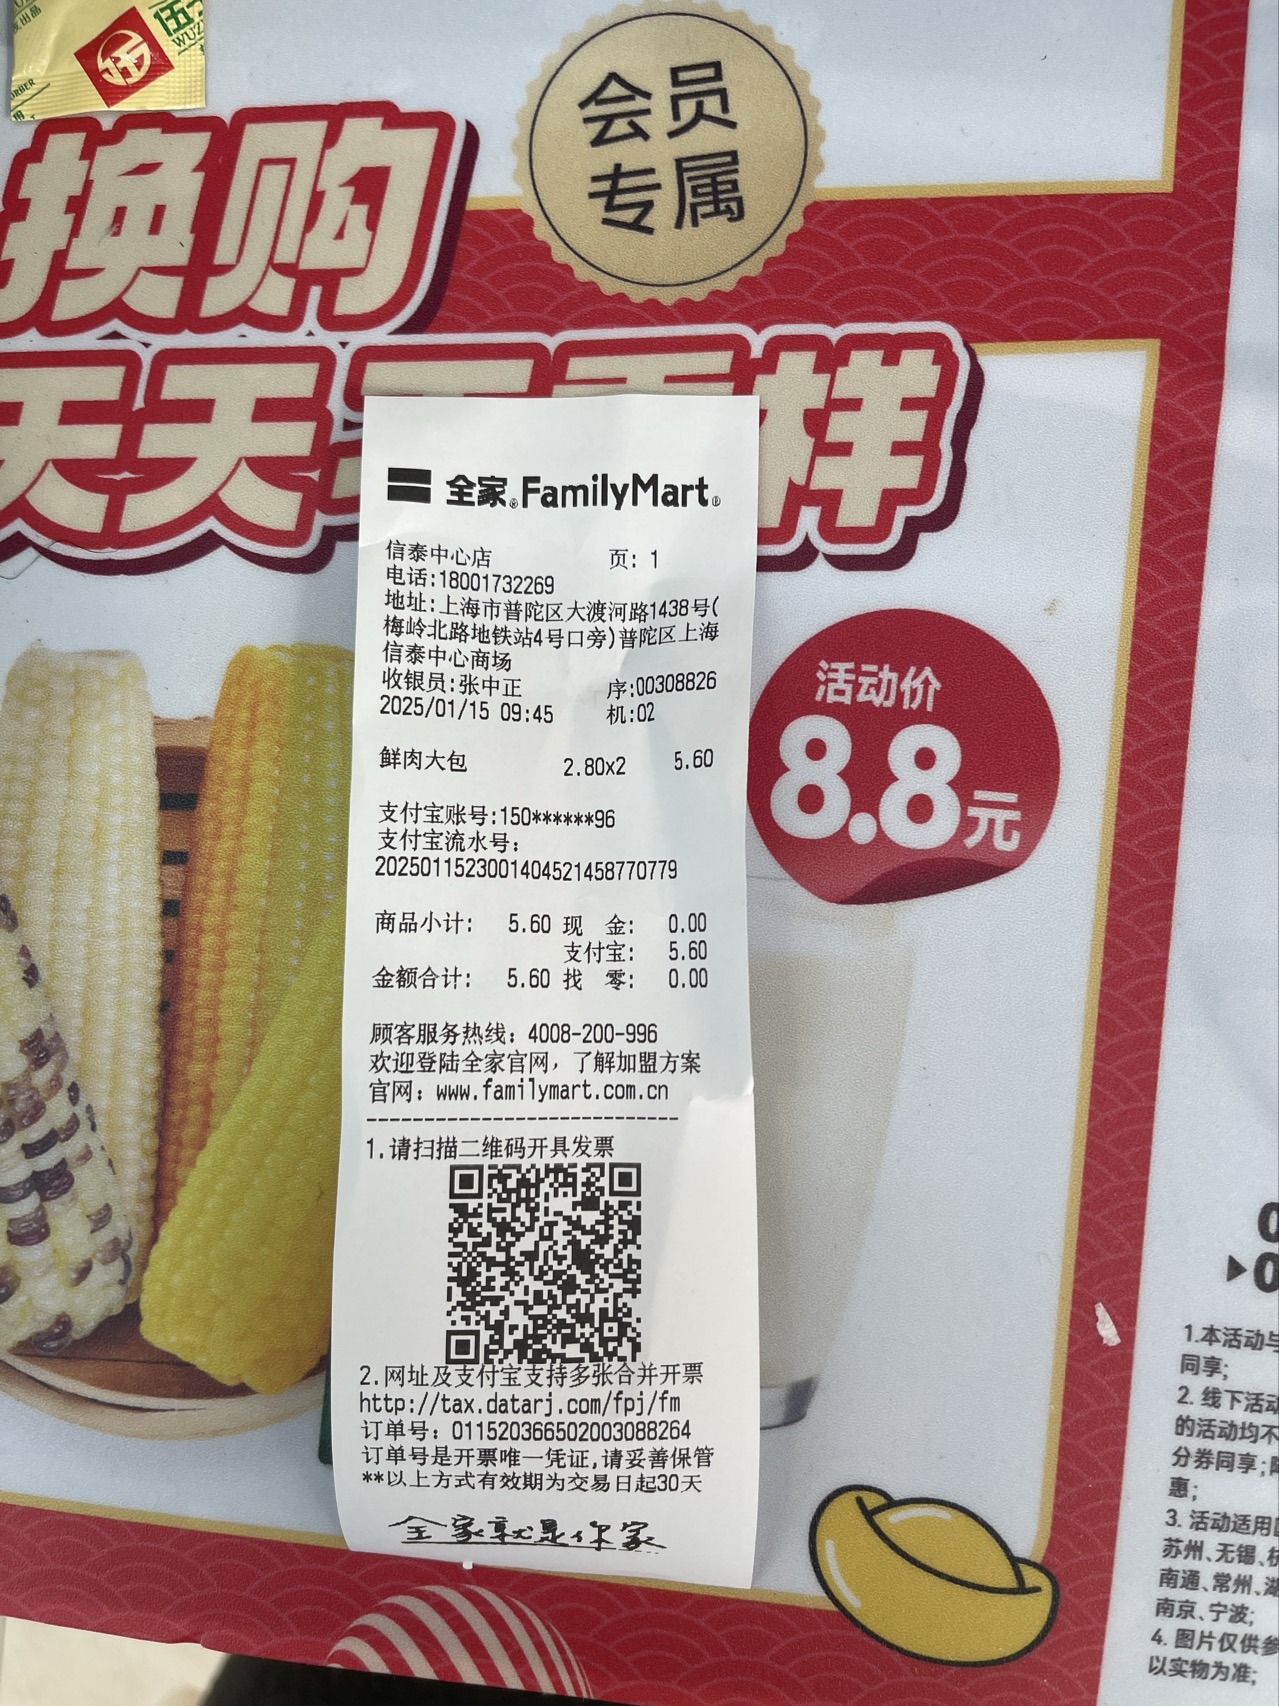 会员
专属
换购
天天
样
全家FamilyMart
信泰中心店 页: 1
电话:18001732269
地址:上海市普陀区大渡河路1438号(
梅岭北路地铁站4号口旁)普陀区上海
信泰中心商场
收银员:张中正 序:00308826
2025/01/15 09:45 机:02
鲜肉大包 2.80x2 5.60
支付宝账号:150******96
支付宝流水号:
2025011523001404521458770779
商品小计: 5.60 现 金: 0.00
支付宝: 5.60
金额合计: 5.60 找 零: 0.00
顾客服务热线: 4008-200-996
欢迎登陆全家官网,了解加盟方案
官网: www.familymart.com.cn
1.请扫描二维码开具发票
2.网址及支付宝支持多张合并开票
http://tax.datarj.com/fpj/fm
订单号: 011520366502003088264
订单号是开票唯一凭证,请妥善保管
**以上方式有效期为交易日起30天
全家就是你家
活动价
8.8元
1.本活动与
同享;
2. 线下活动
的活动均不
分券同享;
惠;
3. 活动适用
苏州、无锡、
南通、常州、
南京、宁波;
4. 图片仅供参
以实物为准;